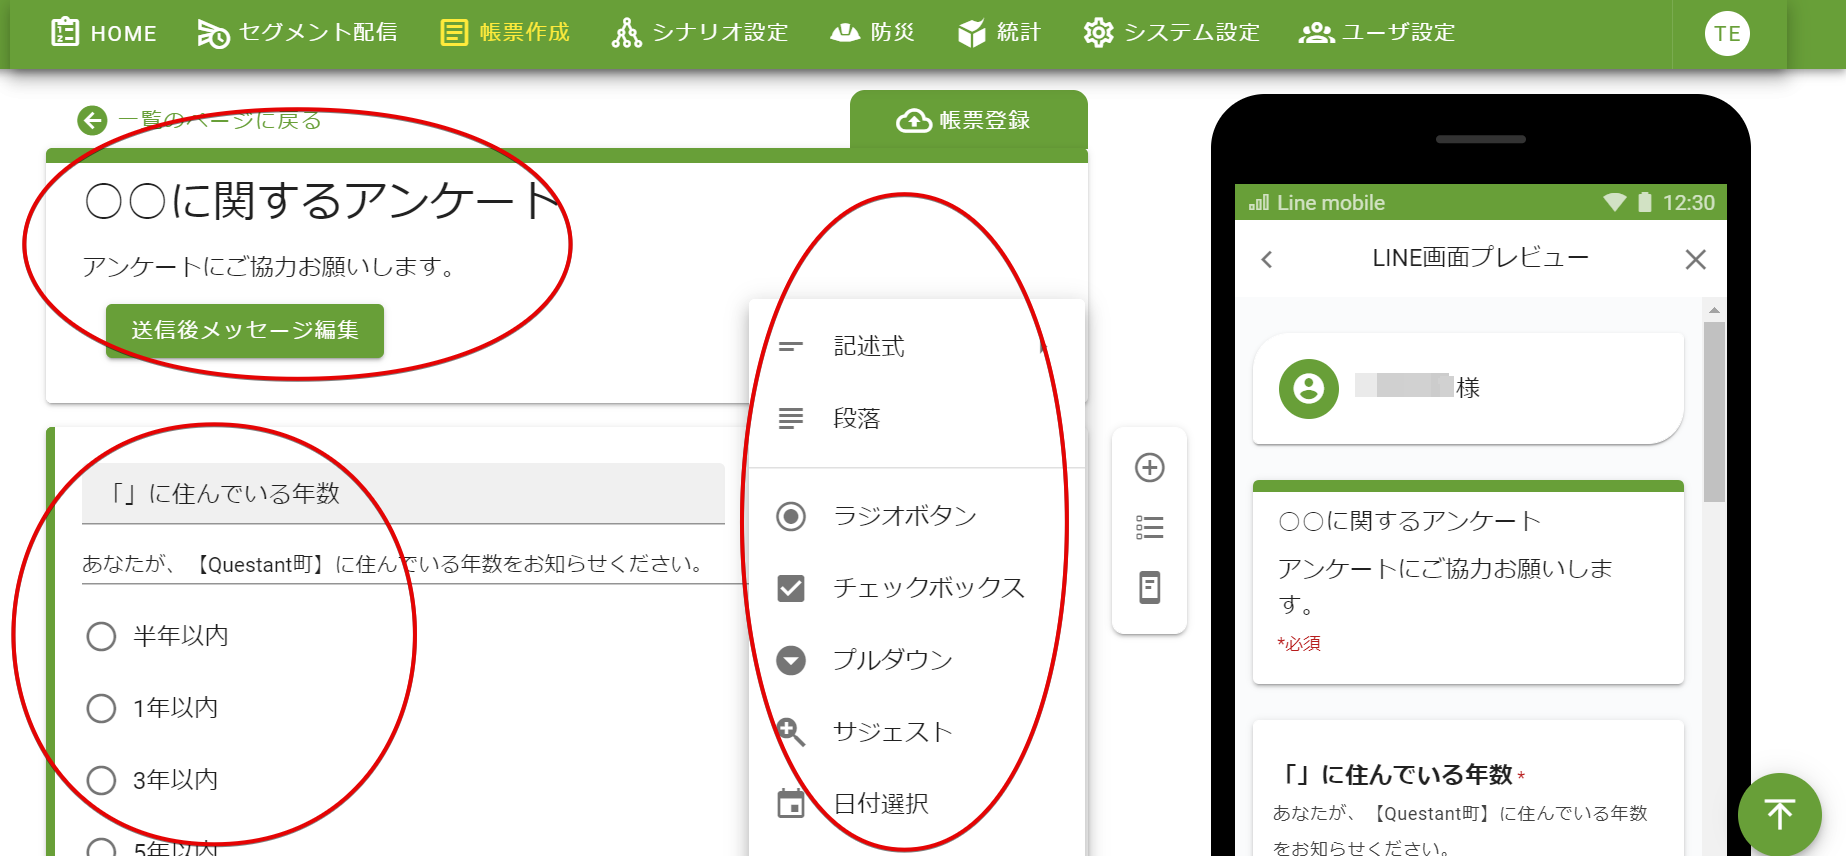 HOME
セグメント配信
帳票作成
シナリオ設定
防災
統計
システム設定
ユーザ設定
TE
一覧のページに戻る
帳票登録
○○に関するアンケート
アンケートにご協力お願いします。
送信後メッセージ編集
「」に住んでいる年数
あなたが、【Questant町】に住んでいる年数をお知らせください。
半年以内
1年以内
3年以内
5年以内
記述式
段落
ラジオボタン
チェックボックス
プルダウン
サジェスト
日付選択
Line mobile
12:30
LINE画面プレビュー
様
○○に関するアンケート
アンケートにご協力お願いしま
す。
*必須
「」に住んでいる年数 *
あなたが、【Questant町】に住んでいる年数
をお知らせください。